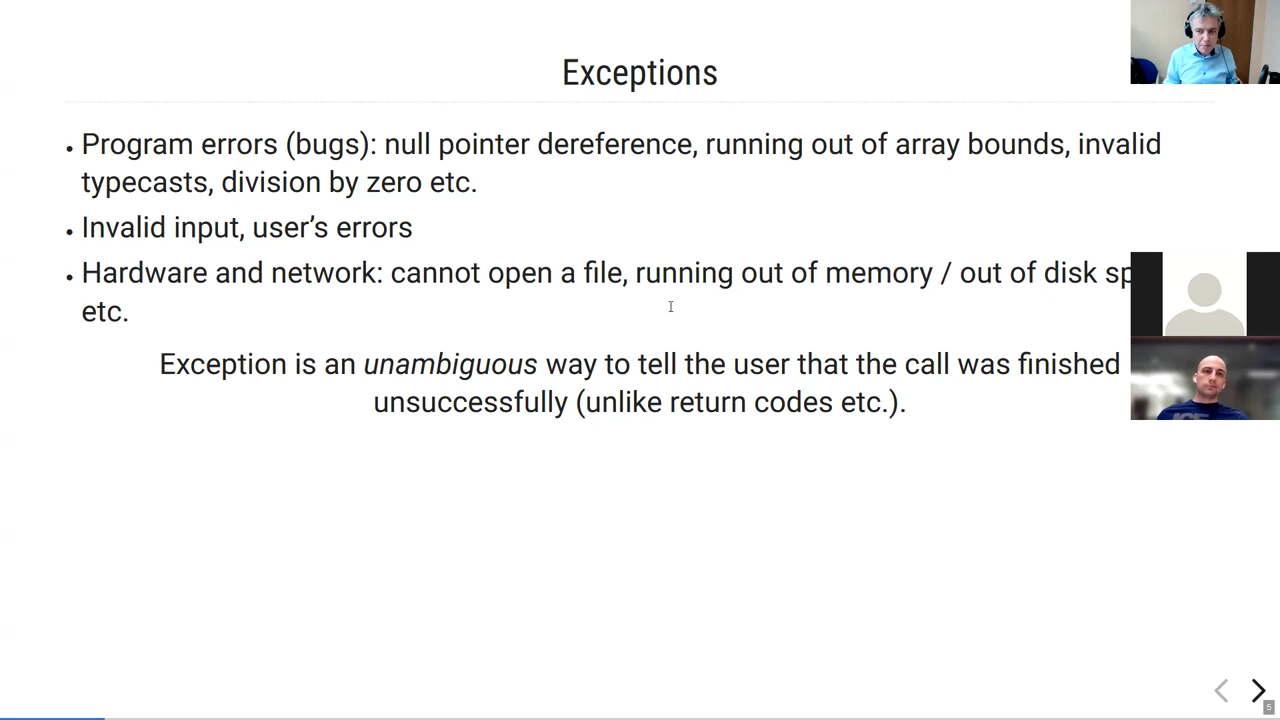 Exceptions
• Program errors (bugs): null pointer dereference, running out of array bounds, invalid
typecasts, division by zero etc.
• Invalid input, user’s errors
• Hardware and network: cannot open a file, running out of memory / out of disk sp
etc.
Exception is an unambiguous way to tell the user that the call was finished
unsuccessfully (unlike return codes etc.).
5